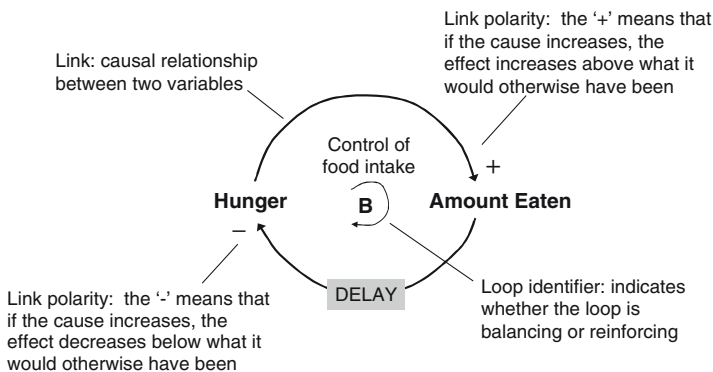 Link polarity:  the '+' means that
if the cause increases, the
effect increases above what it
would otherwise have been
Link: causal relationship
between two variables
Control of
food intake
+
Hunger
B
Amount Eaten
–
DELAY
Loop identifier: indicates
whether the loop is
balancing or reinforcing
Link polarity:  the '-' means that
if the cause increases, the
effect decreases below what it
would otherwise have been